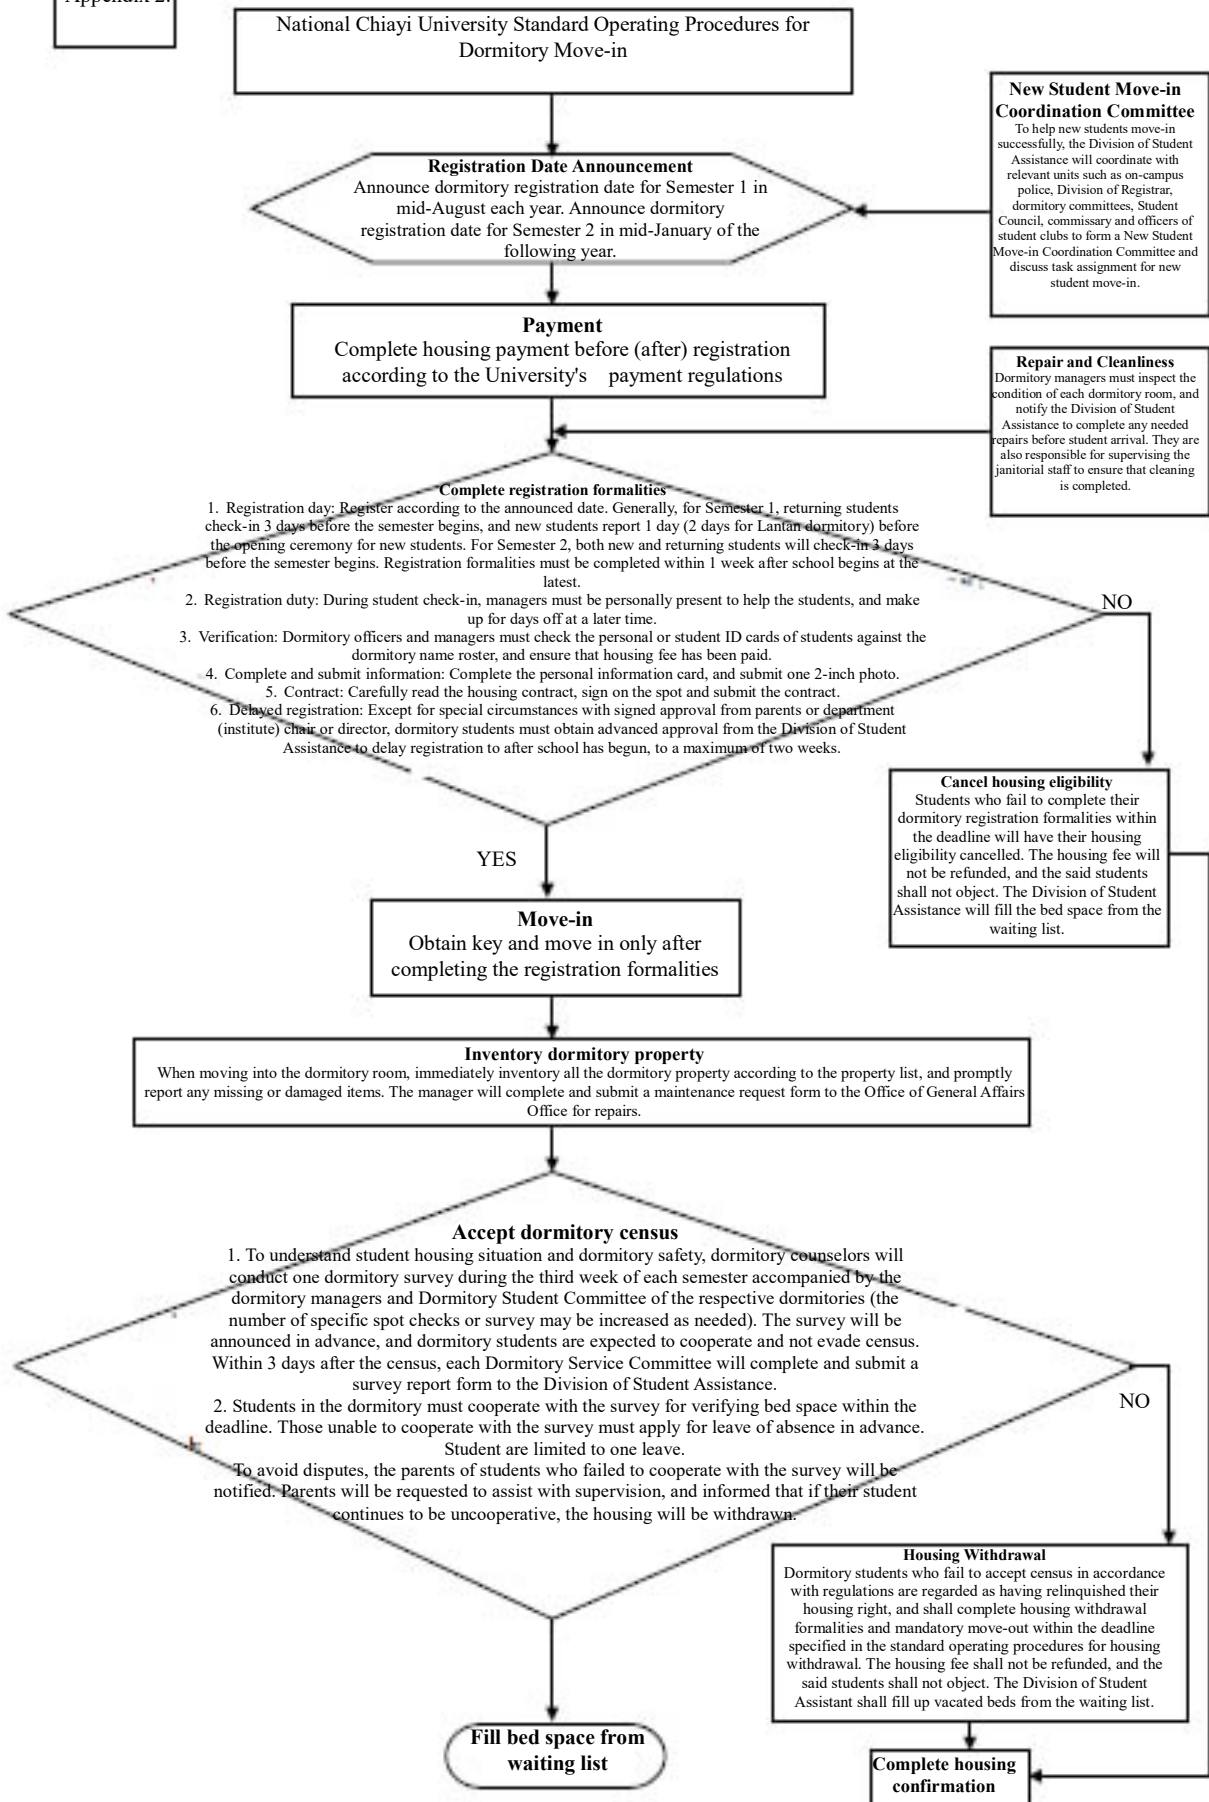 Appendix 2.
National Chiayi University Standard Operating Procedures for
Dormitory Move-in
New Student Move-in
Coordination Committee
To help new students move-in
successfully, the Division of Student
Assistance will coordinate with
relevant units such as on-campus
police, Division of Registrar,
dormitory committees, Student
Council, commissary and officers of
student clubs to form a New Student
Move-in Coordination Committee and
discuss task assignment for new
student move-in.
Registration Date Announcement
Announce dormitory registration date for Semester 1 in
mid-August each year. Announce dormitory
registration date for Semester 2 in mid-January of the
following year.
Payment
Complete housing payment before (after) registration
according to the University's payment regulations
Repair and Cleanliness
Dormitory managers must inspect the
condition of each dormitory room, and
notify the Division of Student
Assistance to complete any needed
repairs before student arrival. They are
also responsible for supervising the
janitorial staff to ensure that cleaning
is completed.
Complete registration formalities
1. Registration day: Register according to the announced date. Generally, for Semester 1, returning students
check-in 3 days before the semester begins, and new students report 1 day (2 days for Lantan dormitory) before
the opening ceremony for new students. For Semester 2, both new and returning students will check-in 3 days
before the semester begins. Registration formalities must be completed within 1 week after school begins at the
latest.
2. Registration duty: During student check-in, managers must be personally present to help the students, and make
up for days off at a later time.
3. Verification: Dormitory officers and managers must check the personal or student ID cards of students against the
dormitory name roster, and ensure that housing fee has been paid.
4. Complete and submit information: Complete the personal information card, and submit one 2-inch photo.
5. Contract: Carefully read the housing contract, sign on the spot and submit the contract.
6. Delayed registration: Except for special circumstances with signed approval from parents or department
(institute) chair or director, dormitory students must obtain advanced approval from the Division of Student
Assistance to delay registration to after school has begun, to a maximum of two weeks.
NO
YES
Cancel housing eligibility
Students who fail to complete their
dormitory registration formalities within
the deadline will have their housing
eligibility cancelled. The housing fee will
not be refunded, and the said students
shall not object. The Division of Student
Assistance will fill the bed space from the
waiting list.
Move-in
Obtain key and move in only after
completing the registration formalities
Inventory dormitory property
When moving into the dormitory room, immediately inventory all the dormitory property according to the property list, and promptly
report any missing or damaged items. The manager will complete and submit a maintenance request form to the Office of General Affairs
Office for repairs.
Accept dormitory census
1. To understand student housing situation and dormitory safety, dormitory counselors will
conduct one dormitory survey during the third week of each semester accompanied by the
dormitory managers and Dormitory Student Committee of the respective dormitories (the
number of specific spot checks or survey may be increased as needed). The survey will be
announced in advance, and dormitory students are expected to cooperate and not evade census.
Within 3 days after the census, each Dormitory Service Committee will complete and submit a
survey report form to the Division of Student Assistance.
2. Students in the dormitory must cooperate with the survey for verifying bed space within the
deadline. Those unable to cooperate with the survey must apply for leave of absence in advance.
Student are limited to one leave.
To avoid disputes, the parents of students who failed to cooperate with the survey will be
notified. Parents will be requested to assist with supervision, and informed that if their student
continues to be uncooperative, the housing will be withdrawn.
NO
Housing Withdrawal
Dormitory students who fail to accept census in accordance
with regulations are regarded as having relinquished their
housing right, and shall complete housing withdrawal
formalities and mandatory move-out within the deadline
specified in the standard operating procedures for housing
withdrawal. The housing fee shall not be refunded, and the
said students shall not object. The Division of Student
Assistant shall fill up vacated beds from the waiting list.
Fill bed space from
waiting list
Complete housing
confirmation